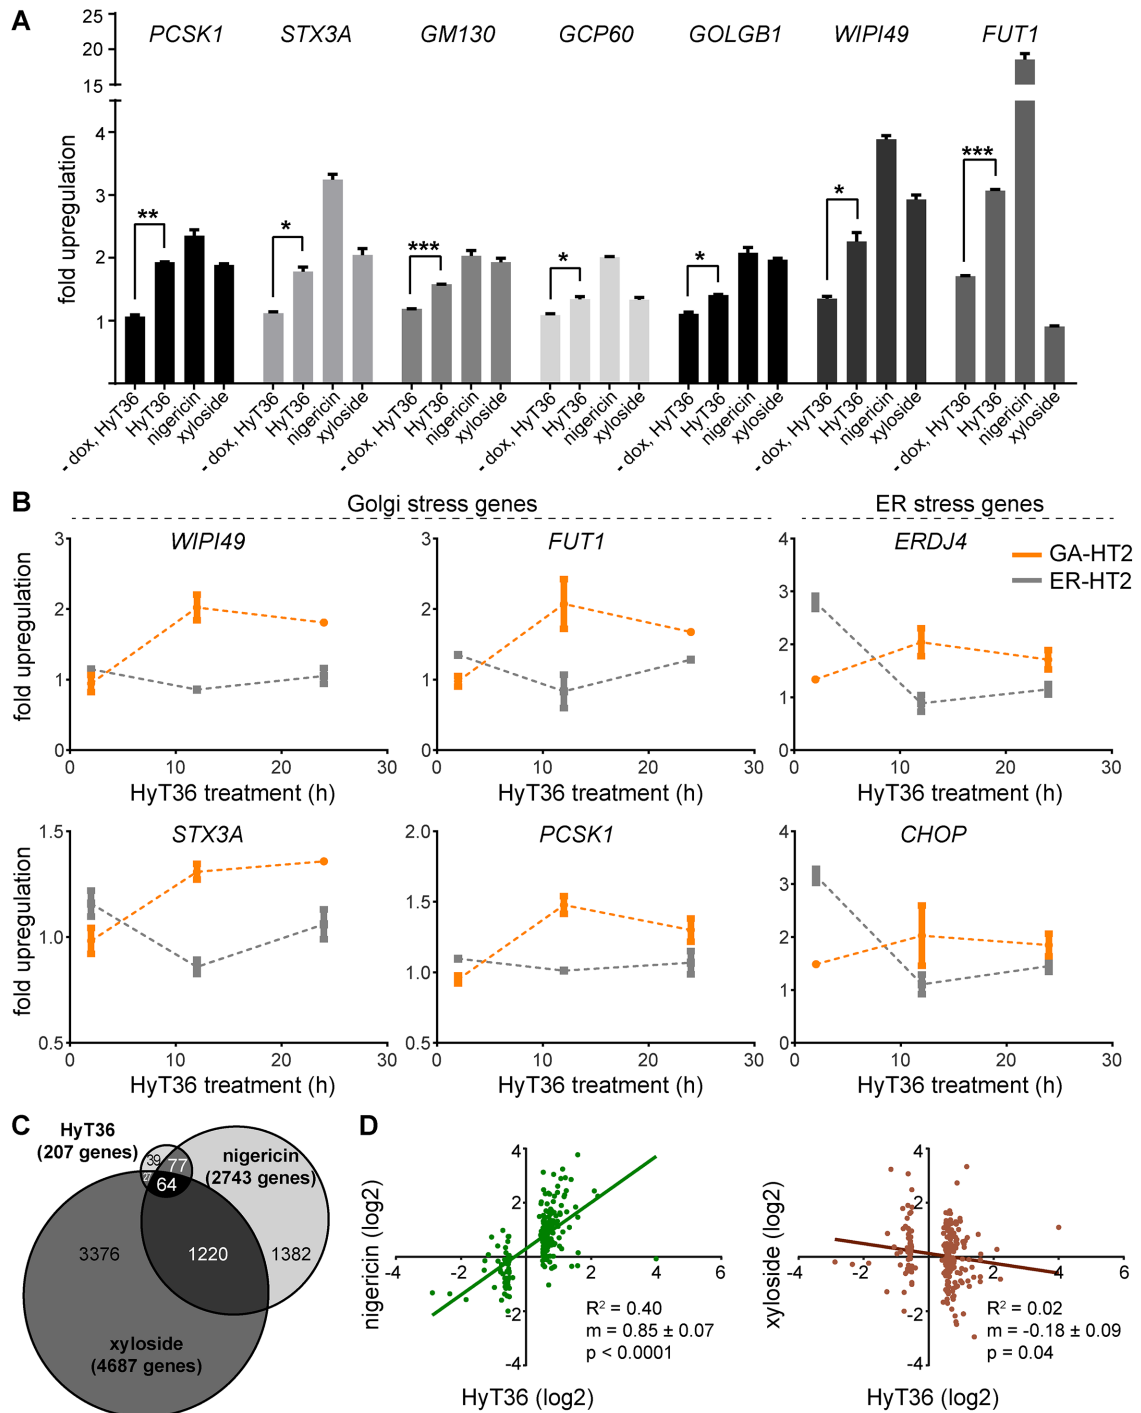 A
PCSK1 STX3A GM130 GCP60 GOLGB1 WIPI49 FUT1
25
20
15
4
3
2
1
fold upregulation
** * *** * * * ***
- dox, HyT36 HyT36 nigericin xyloside
- dox, HyT36 HyT36 nigericin xyloside
- dox, HyT36 HyT36 nigericin xyloside
- dox, HyT36 HyT36 nigericin xyloside
- dox, HyT36 HyT36 nigericin xyloside
- dox, HyT36 HyT36 nigericin xyloside
- dox, HyT36 HyT36 nigericin xyloside
B
Golgi stress genes
ER stress genes
WIPI49
fold upregulation
3
2
1
0
0 10 20 30
HyT36 treatment (h)
FUT1
3
2
1
0
0 10 20 30
HyT36 treatment (h)
ERDJ4
GA-HT2
ER-HT2
4
3
2
1
0
0 10 20 30
HyT36 treatment (h)
STX3A
fold upregulation
1.5
1.0
0.5
0 10 20 30
HyT36 treatment (h)
PCSK1
2.0
1.5
1.0
0.5
0 10 20 30
HyT36 treatment (h)
CHOP
4
3
2
1
0
0 10 20 30
HyT36 treatment (h)
C
HyT36
(207 genes)
nigericin
(2743 genes)
39 77
27 64
3376 1220 1382
xyloside
(4687 genes)
D
nigericin (log2)
4
2
-2
-4
-4 -2 2 4 6
R² = 0.40
m = 0.85 ± 0.07
p < 0.0001
HyT36 (log2)
xyloside (log2)
4
2
-2
-4
-4 -2 2 4 6
R² = 0.02
m = -0.18 ± 0.09
p = 0.04
HyT36 (log2)